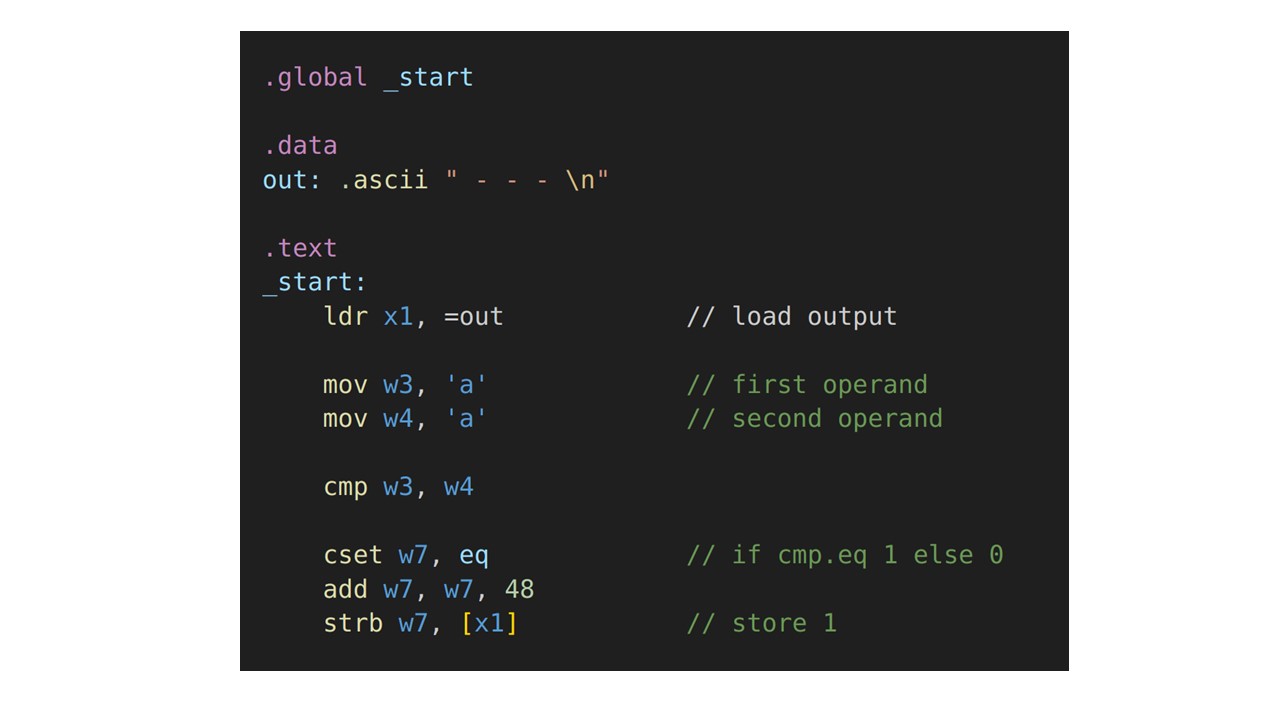 .global _start
.data
out: .ascii " - - - \n"
.text
_start:
ldr x1, =out // load output
mov w3, 'a' // first operand
mov w4, 'a' // second operand
cmp w3, w4
cset w7, eq // if cmp.eq 1 else 0
add w7, w7, 48
strb w7, [x1] // store 1